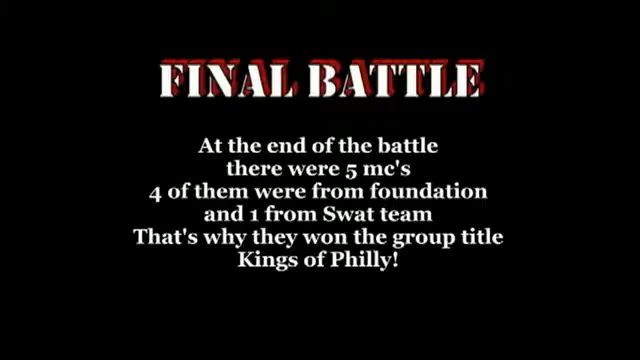 FINAL BATTLE
At the end of the battle
there were 5 mc's
4 of them were from foundation
and 1 from Swat team
That's why they won the group title
Kings of Philly!